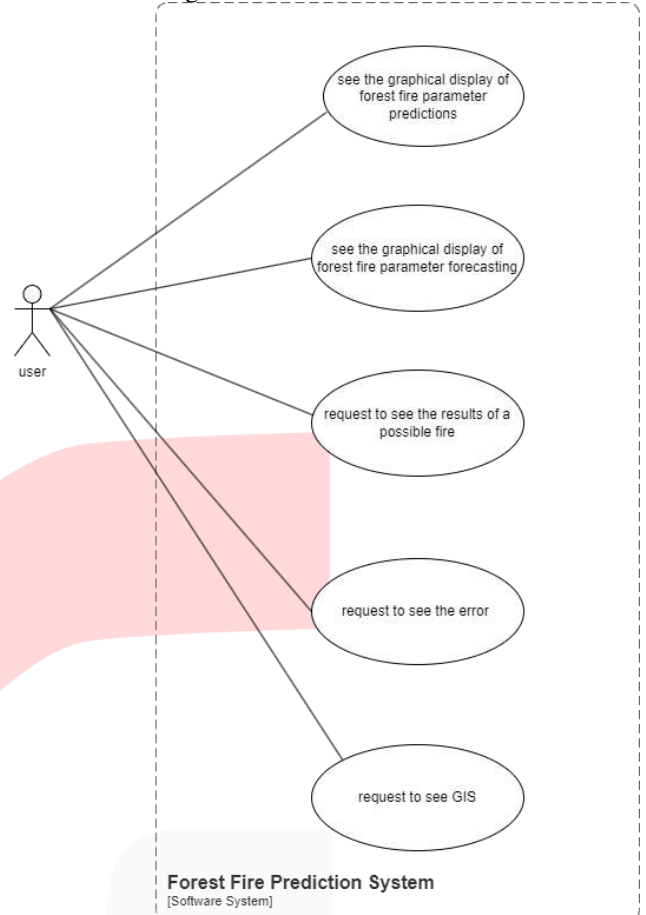 see the graphical display of
forest fire parameter
predictions
see the graphical display of
forest fire parameter forecasting
user
request to see the results of a
possible fire
request to see the error
request to see GIS
Forest Fire Prediction System
[Software System]